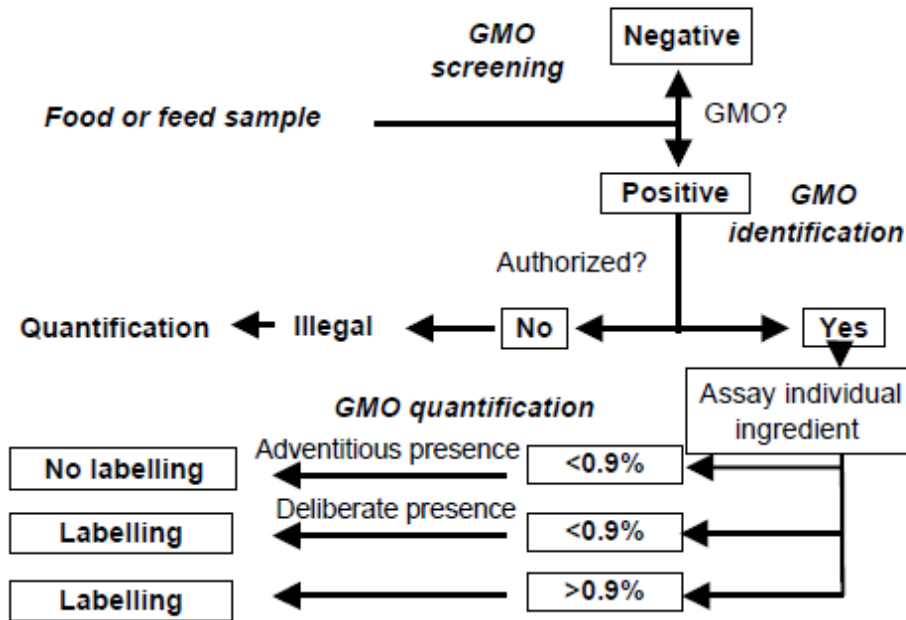 GMO
screening
Negative
Food or feed sample
GMO?
Positive
GMO
identification
Authorized?
Quantification
Illegal
No
Yes
Assay individual
ingredient
GMO quantification
Adventitious presence
No labelling
<0.9%
Deliberate presence
Labelling
<0.9%
Labelling
>0.9%